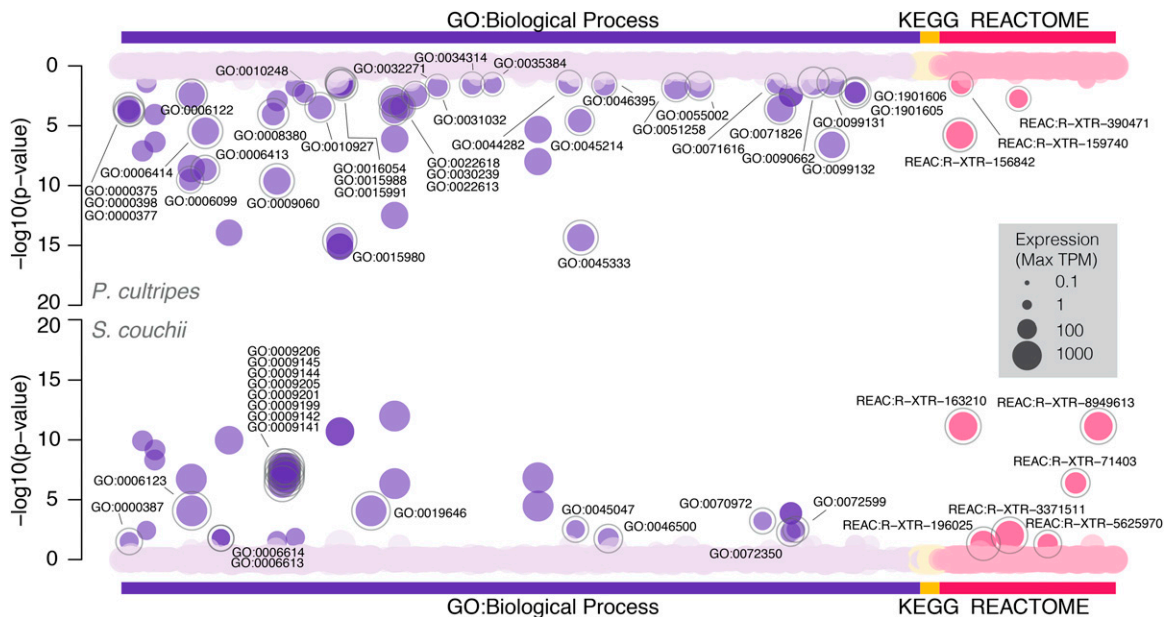 GO:Biological Process
KEGG REACTOME
0
5
10
15
20
-log10(p-value)
P. cultripes
GO:0034314
GO:0035384
GO:0010248
GO:0032271
GO:0006122
GO:0046395
GO:1901606
GO:1901605
GO:0031032
GO:0055002
GO:0099131
GO:0008380
GO:0051258
GO:0071826
REAC:R-XTR-390471
GO:0044282
GO:0071616
GO:0010927
GO:0045214
REAC:R-XTR-159740
GO:0006413
GO:0090662
REAC:R-XTR-156842
GO:0006414
GO:0016054
GO:0015988
GO:0015991
GO:0022618
GO:0030239
GO:0022613
GO:0099132
GO:0000375
GO:0000398
GO:0000377
GO:0006099
GO:0009060
GO:0015980
GO:0045333
Expression
(Max TPM)
0.1
1
100
1000
S. couchii
20
15
10
5
0
-log10(p-value)
GO:0009206
GO:0009145
GO:0009144
GO:0009205
GO:0009201
GO:0009199
GO:0009142
GO:0009141
REAC:R-XTR-163210
REAC:R-XTR-8949613
REAC:R-XTR-71403
GO:0006123
GO:0000387
GO:0019646
GO:0045047
GO:0046500
GO:0070972
GO:0072599
REAC:R-XTR-3371511
REAC:R-XTR-196025
REAC:R-XTR-5625970
GO:0006614
GO:0006613
GO:0072350
GO:Biological Process
KEGG REACTOME